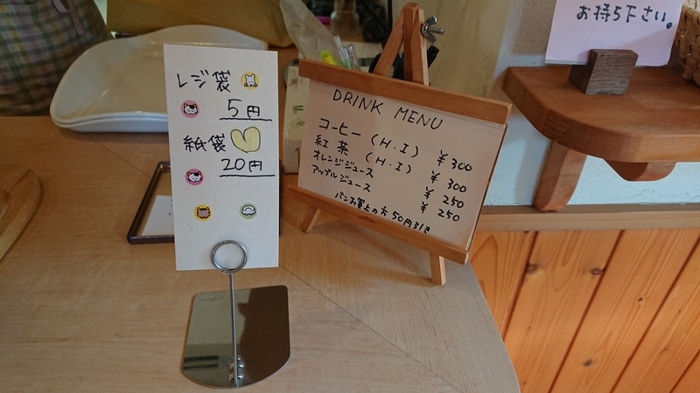 レジ袋
5円
紙袋
20円
DRINK MENU
コーヒー (H・I) ¥300
紅茶 (H・I) ¥300
オレンジジュース ¥250
アップルジュース ¥250
パンお買上の方50円引き
お待ち下さい。